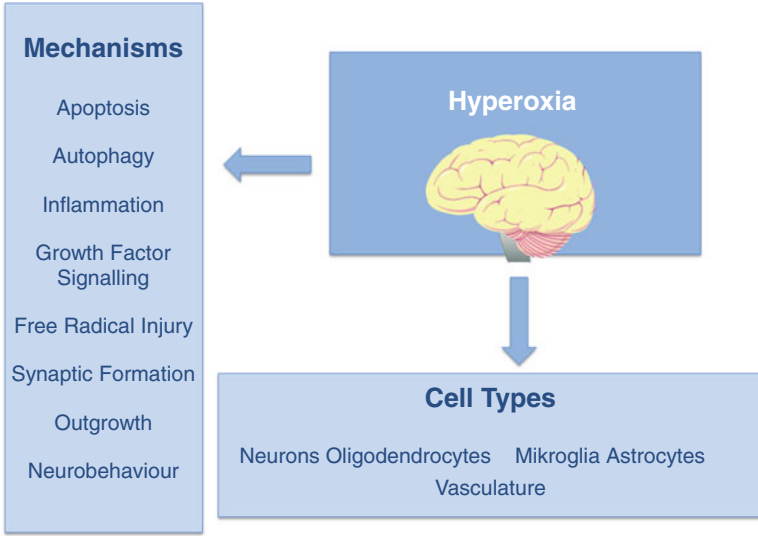 Mechanisms
Apoptosis
Autophagy
Inflammation
Growth Factor
Signalling
Free Radical Injury
Synaptic Formation
Outgrowth
Neurobehaviour
Hyperoxia
Cell Types
Neurons Oligodendrocytes Mikroglia Astrocytes
Vasculature